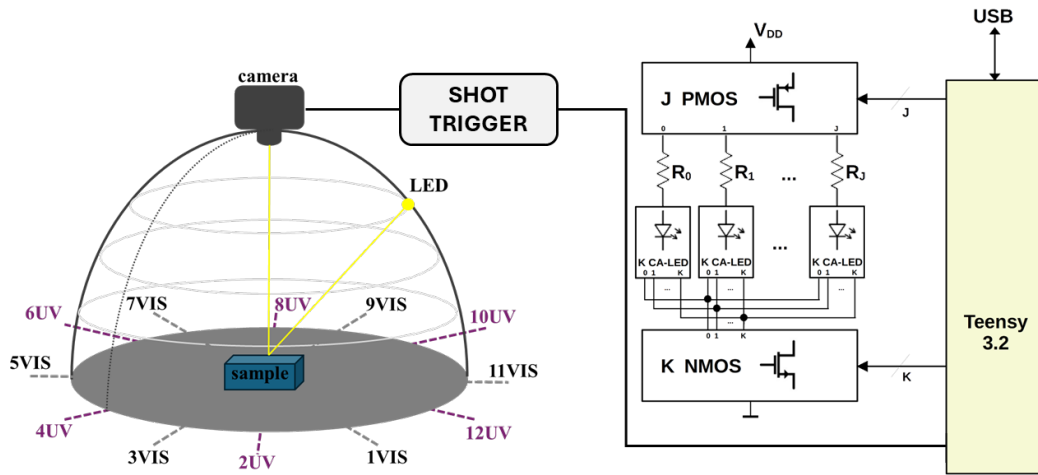 camera
SHOT
TRIGGER
LED
7VIS
8UV
9VIS
6UV
10UV
5VIS
sample
11VIS
4UV
12UV
3VIS
2UV
1VIS
USB
VDD
J PMOS
0 1 J
J
R0 R1 ... RJ
...
K CA-LED K CA-LED K CA-LED
0 1 K 0 1 K 0 1 K
... ... ...
...
0 1 K
K NMOS
K
Teensy
3.2